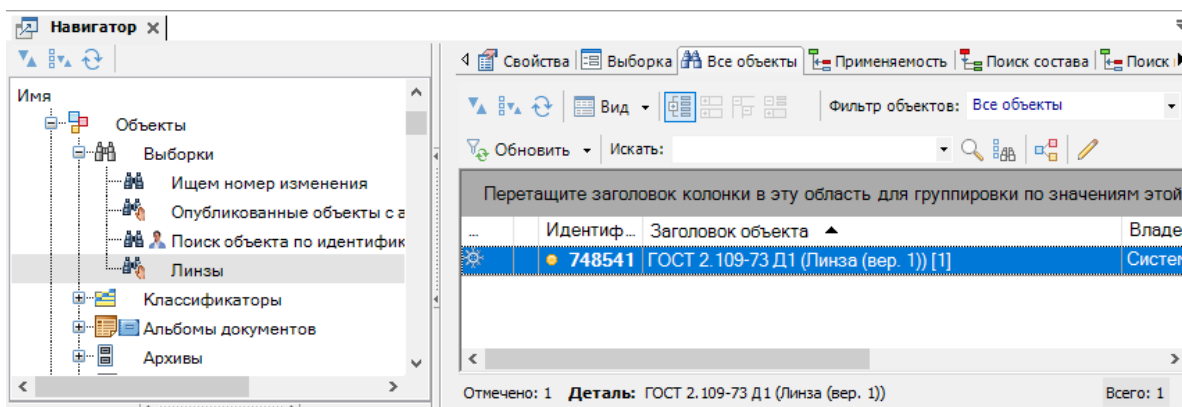 Навигатор
Имя
Объекты
Выборки
Ищем номер изменения
Опубликованные объекты с а
Поиск объекта по идентифик
Линзы
Классификаторы
Альбомы документов
Архивы
Свойства Выборка Все объекты Применяемость Поиск состава Поиск
Вид Фильтр объектов: Все объекты
Обновить Искать:
Перетащите заголовок колонки в эту область для группировки по значениям этой
... Идентиф... Заголовок объекта Владе
748541 ГОСТ 2.109-73 Д1 (Линза (вер. 1)) [1] Систем
Отмечено: 1 Деталь: ГОСТ 2.109-73 Д1 (Линза (вер. 1)) Всего: 1